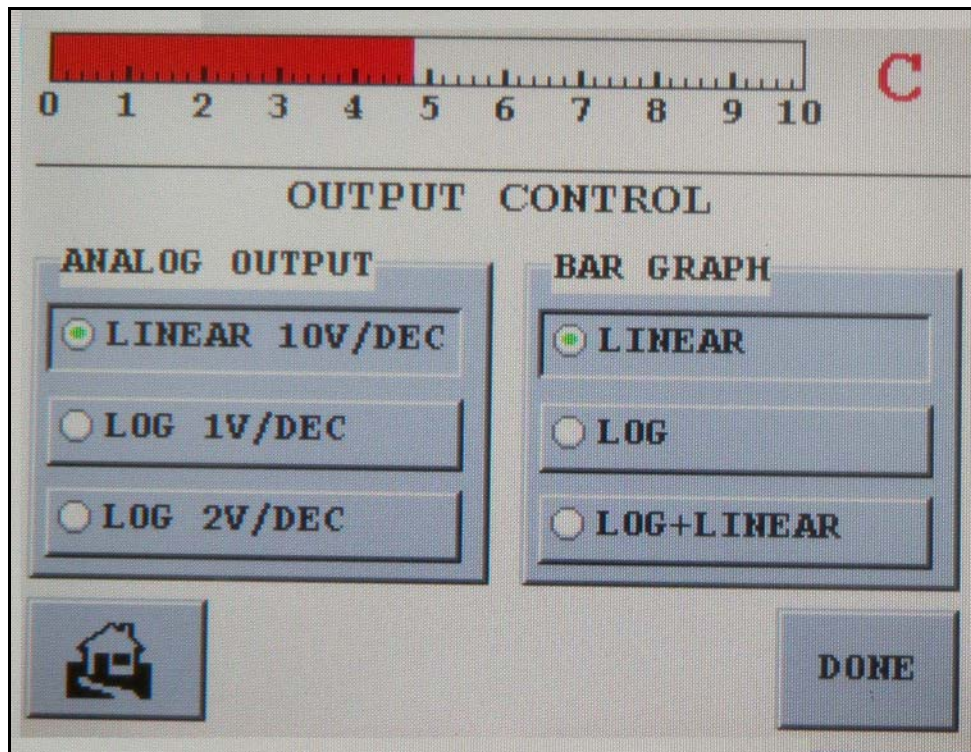 C
0 1 2 3 4 5 6 7 8 9 10
OUTPUT CONTROL
ANALOG OUTPUT
LINEAR 10V/DEC
LOG 1V/DEC
LOG 2V/DEC
BAR GRAPH
LINEAR
LOG
LOG+LINEAR
DONE